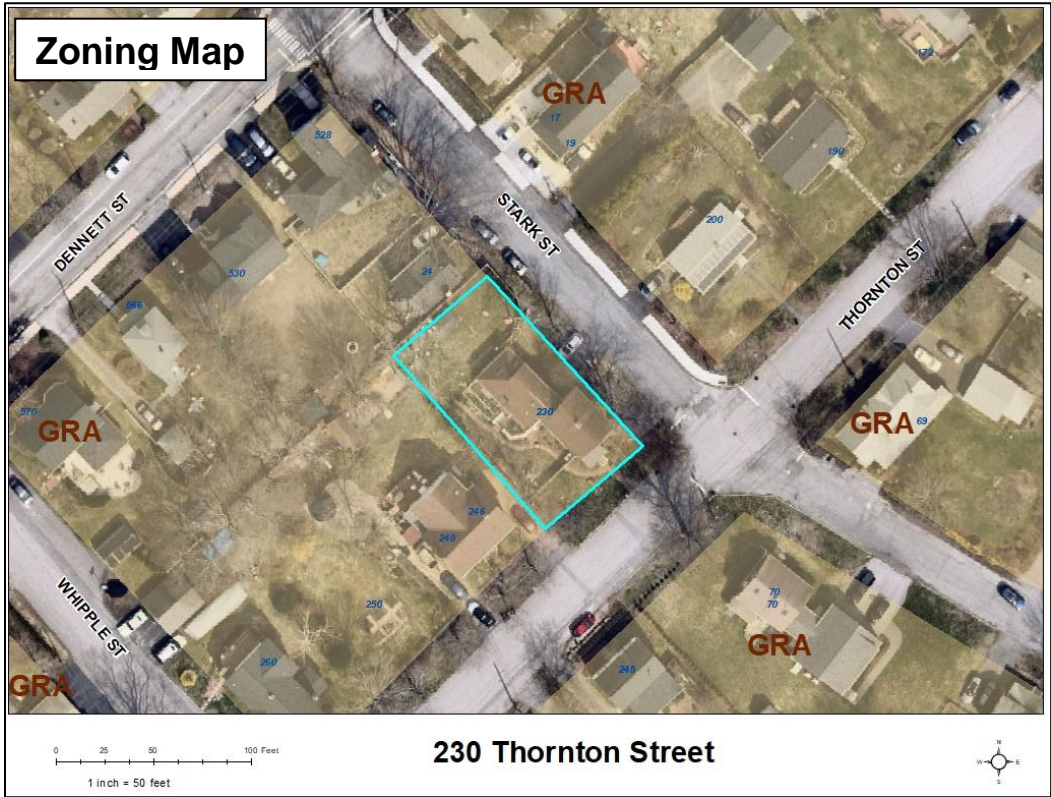 Zoning Map
172
GRA
17
19
528
190
DENNETT ST
STARK ST
200
THORNTON ST
530
24
566
230
570
GRA
GRA
69
246
248
WHIPPLE ST
250
70
70
GRA
260
245
GRA
0 25 50 100 Feet
1 inch = 50 feet
230 Thornton Street
N
W E
S